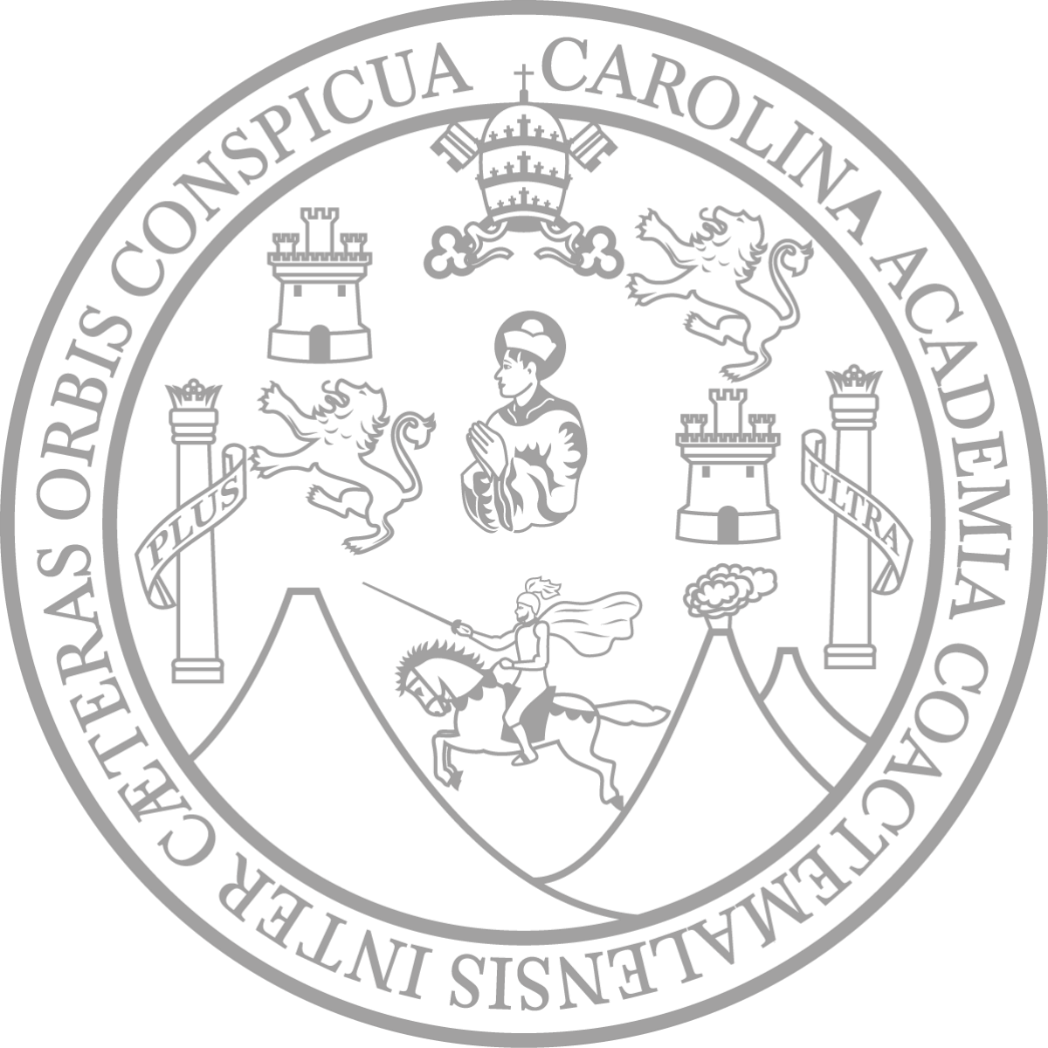 CAROLINA ACADEMIA COACTEMALENSIS INTER CÆTERAS ORBIS CONSPICUA
PLUS
ULTRA